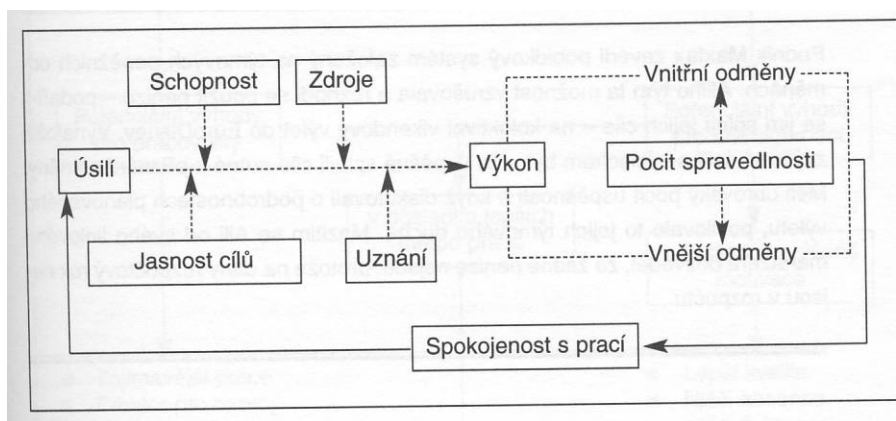 Schopnost
Zdroje
Vnitřní odměny
Úsilí
Výkon
Pocit spravedlnosti
Jasnost cílů
Uznání
Vnější odměny
Spokojenost s prací